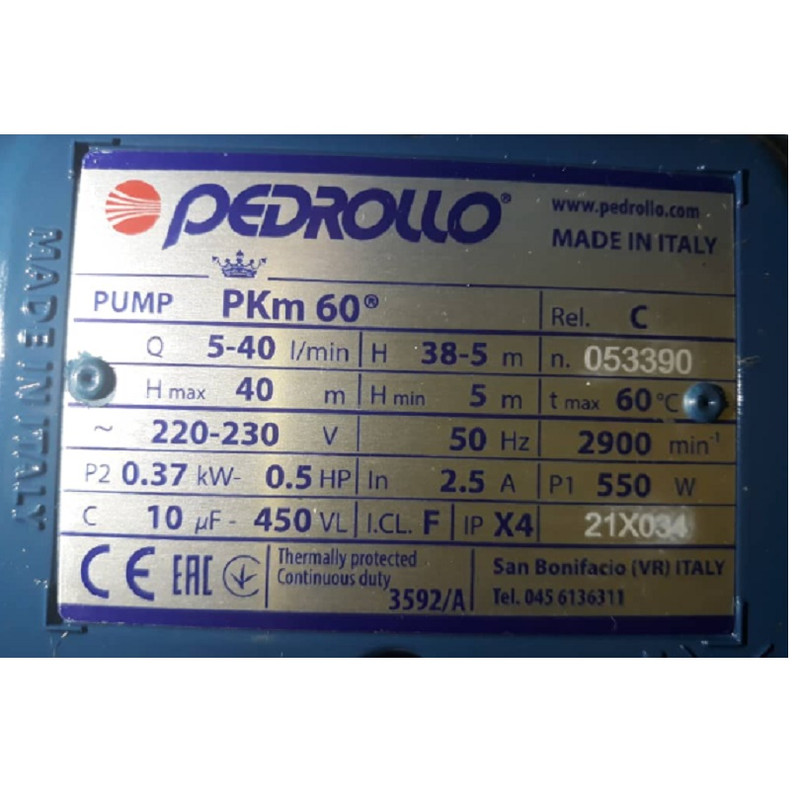 PEDROLLO®
www.pedrollo.com
MADE IN ITALY
PUMP PKm 60® Rel. C
Q 5-40 l/min H 38-5 m n. 053390
H max 40 m H min 5 m t max 60 °C
~ 220-230 V 50 Hz 2900 min⁻¹
P2 0.37 kW- 0.5 HP In 2.5 A P1 550 W
C 10 µF - 450 VL I.CL. F IP X4 21X034
CE EAC Thermally protected
Continuous duty
3592/A
San Bonifacio (VR) ITALY
Tel. 045 6136311
MADE IN ITALY